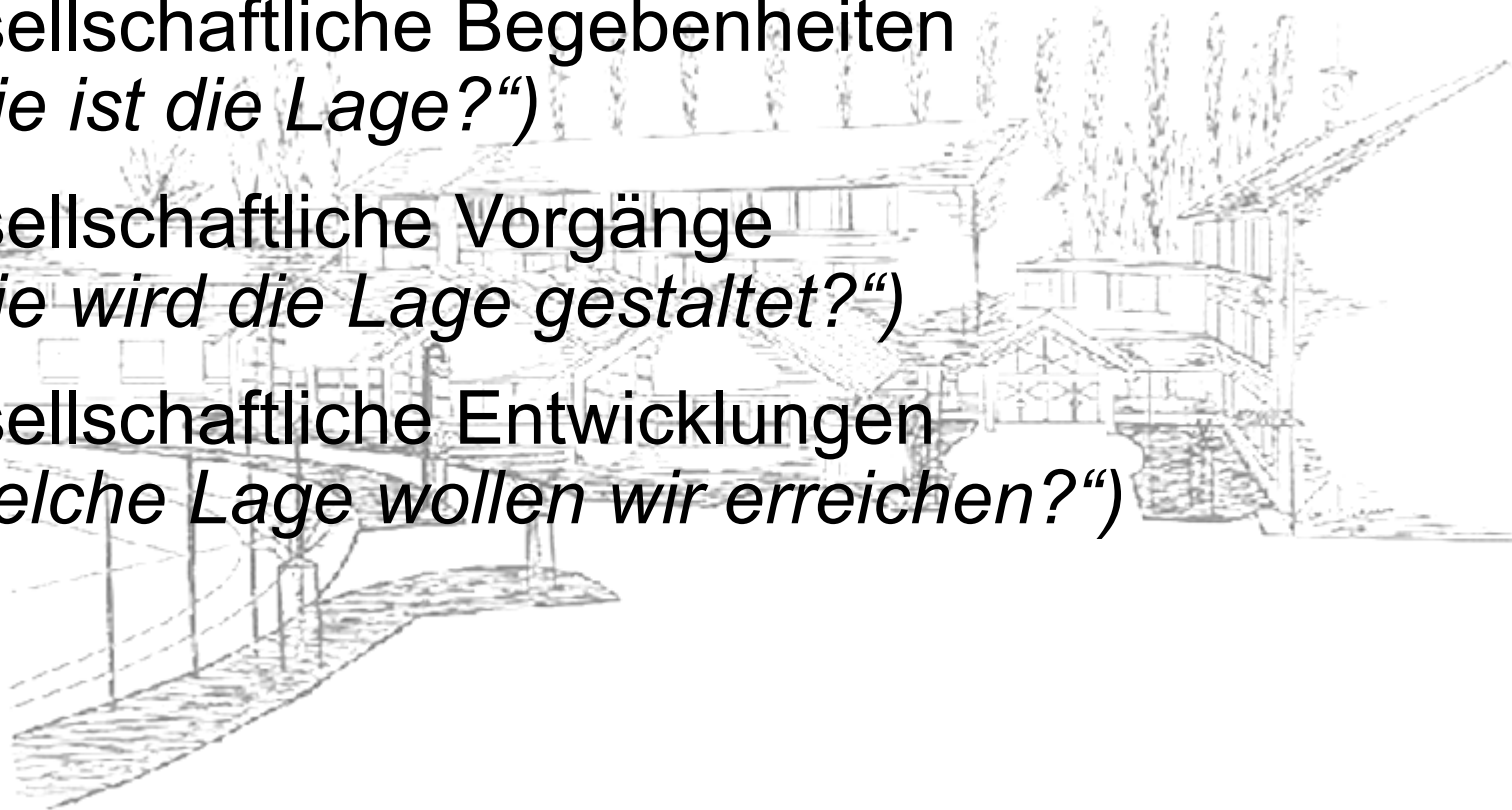 sellschaftliche Begebenheiten
ie ist die Lage?“)
sellschaftliche Vorgänge
ie wird die Lage gestaltet?“)
sellschaftliche Entwicklungen
elche Lage wollen wir erreichen?“)